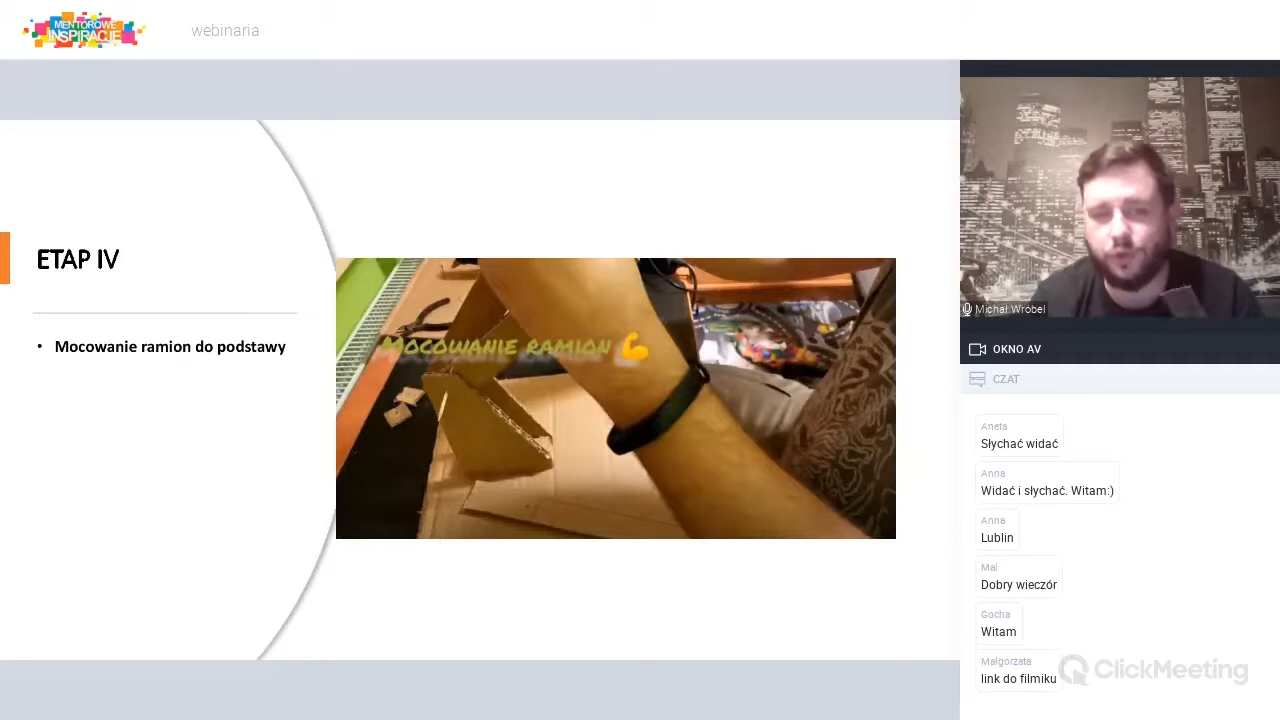 MENTOROWE
INSPIRACJE
webinaria
ETAP IV
• Mocowanie ramion do podstawy
Mocowanie ramion 💪
Michał Wróbel
OKNO AV
CZAT
Aneta
Słychać widać
Anna
Widać i słychać. Witam:)
Anna
Lublin
Mal
Dobry wieczór
Gocha
Witam
Małgorzata
link do filmiku
ClickMeeting